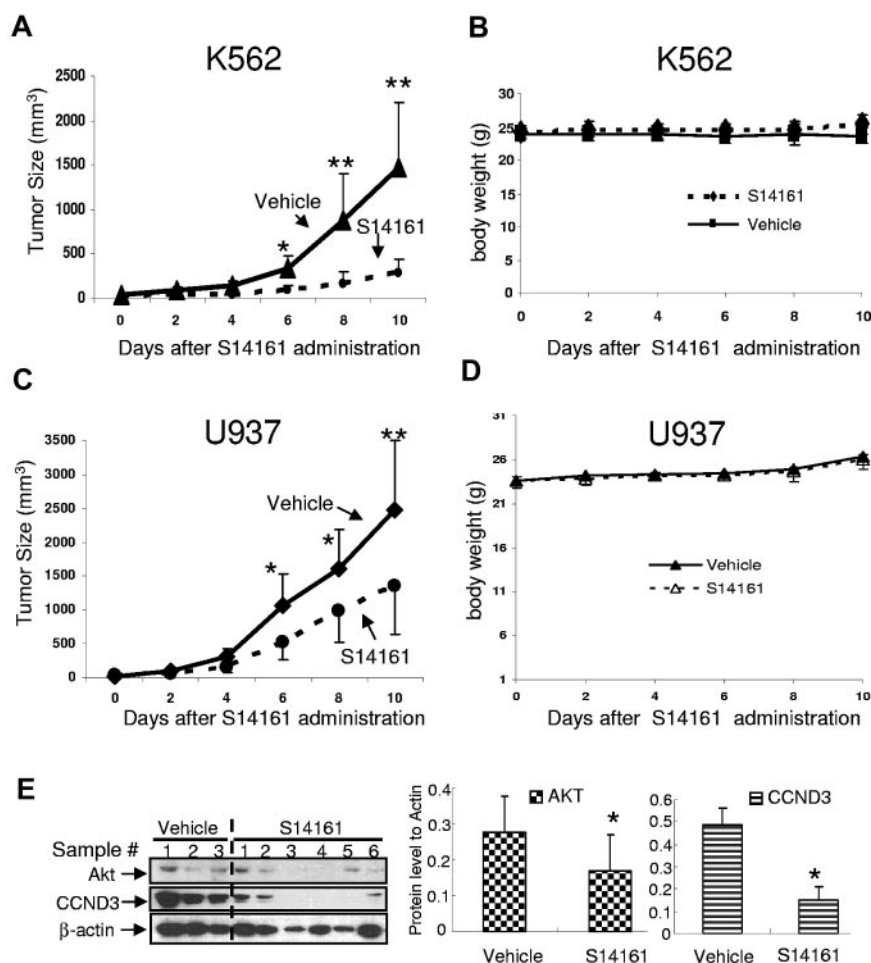 A
K562
Tumor Size (mm³)
2500
2000
1500
1000
500
0
**
**
*
Vehicle
S14161
0 2 4 6 8 10
Days after S14161 administration
B
K562
body weight (g)
30
25
20
15
10
5
0
S14161
Vehicle
0 2 4 6 8 10
Days after S14161 administration
C
U937
Tumor Size (mm³)
3500
3000
2500
2000
1500
1000
500
0
**
*
*
Vehicle
S14161
0 2 4 6 8 10
Days after S14161 administration
D
U937
body weight (g)
31
26
21
16
11
6
1
Vehicle
S14161
0 2 4 6 8 10
Days after S14161 administration
E
Vehicle S14161
Sample # 1 2 3 1 2 3 4 5 6
Akt
CCND3
β-actin
Protein level to Actin
0.4
0.3
0.2
0.1
0
AKT
*
Vehicle S14161
0.6
0.5
0.4
0.3
0.2
0.1
0
CCND3
*
Vehicle S14161